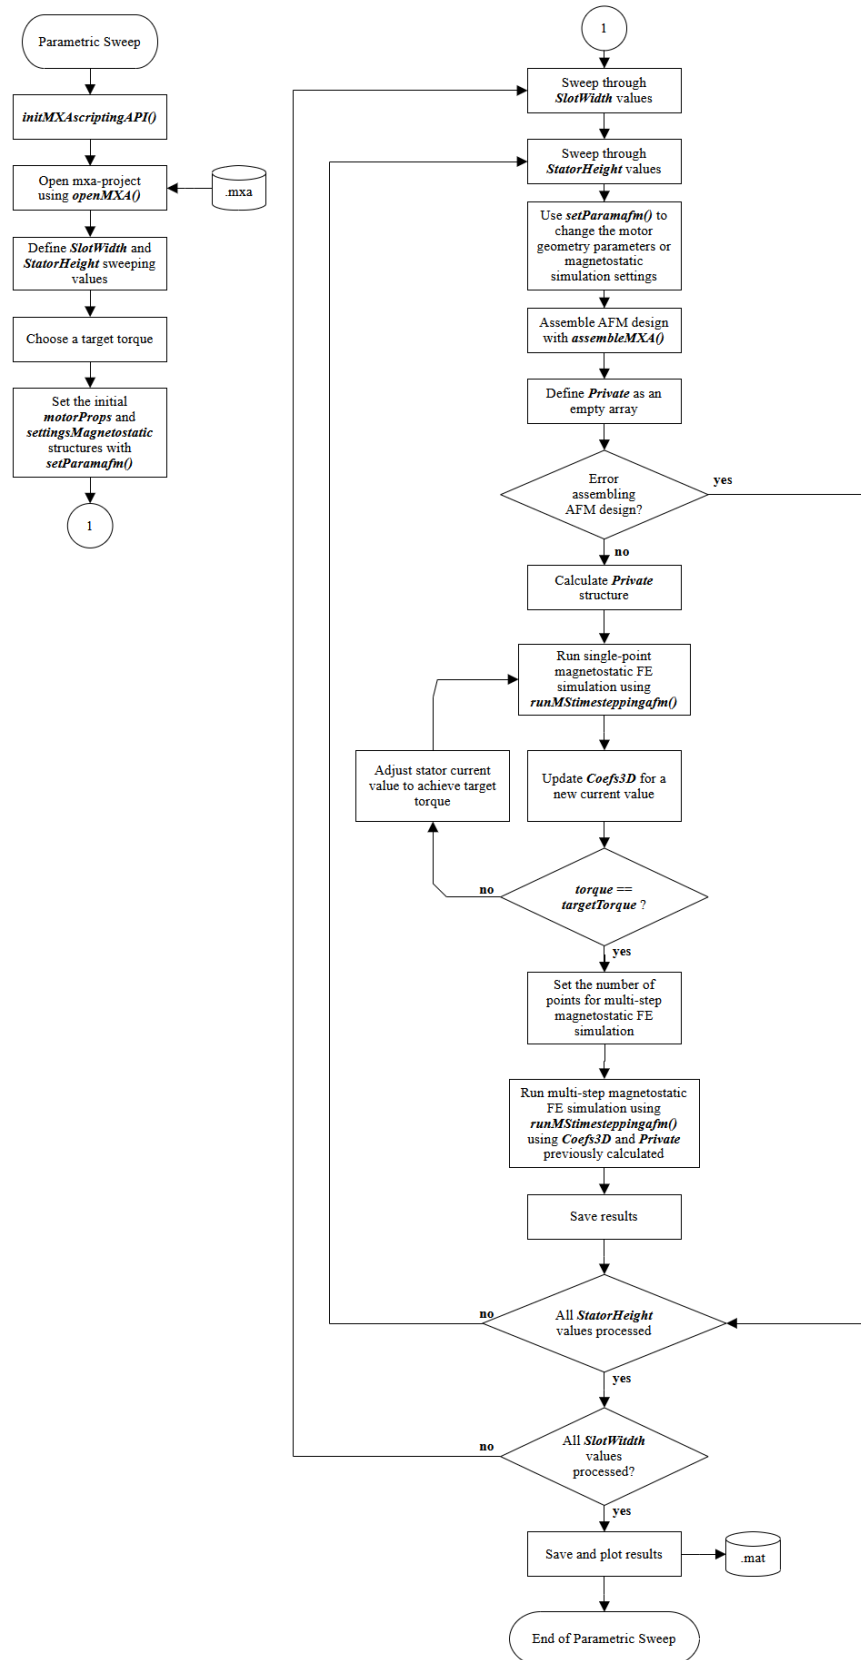 Parametric Sweep
initMXAscriptingAPI()
Open mxa-project
using openMXA()
.mxa
Define SlotWidth and
StatorHeight sweeping
values
Choose a target torque
Set the initial
motorProps and
settingsMagnetostatic
structures with
setParamafm()
1
1
Sweep through
SlotWidth values
Sweep through
StatorHeight values
Use setParamafm() to
change the motor
geometry parameters or
magnetostatic
simulation settings
Assemble AFM design
with assembleMXA()
Define Private as an
empty array
Error
assembling
AFM design?
yes
no
Calculate Private
structure
Run single-point
magnetostatic FE
simulation using
runMStimesteppingafm()
Adjust stator current
value to achieve target
torque
Update Coefs3D for a
new current value
no
torque ==
targetTorque ?
yes
Set the number of
points for multi-step
magnetostatic FE
simulation
Run multi-step magnetostatic
FE simulation using
runMStimesteppingafm()
using Coefs3D and Private
previously calculated
Save results
no
All StatorHeight
values processed
yes
no
All SlotWitdth
values
processed?
yes
Save and plot results
.mat
End of Parametric Sweep